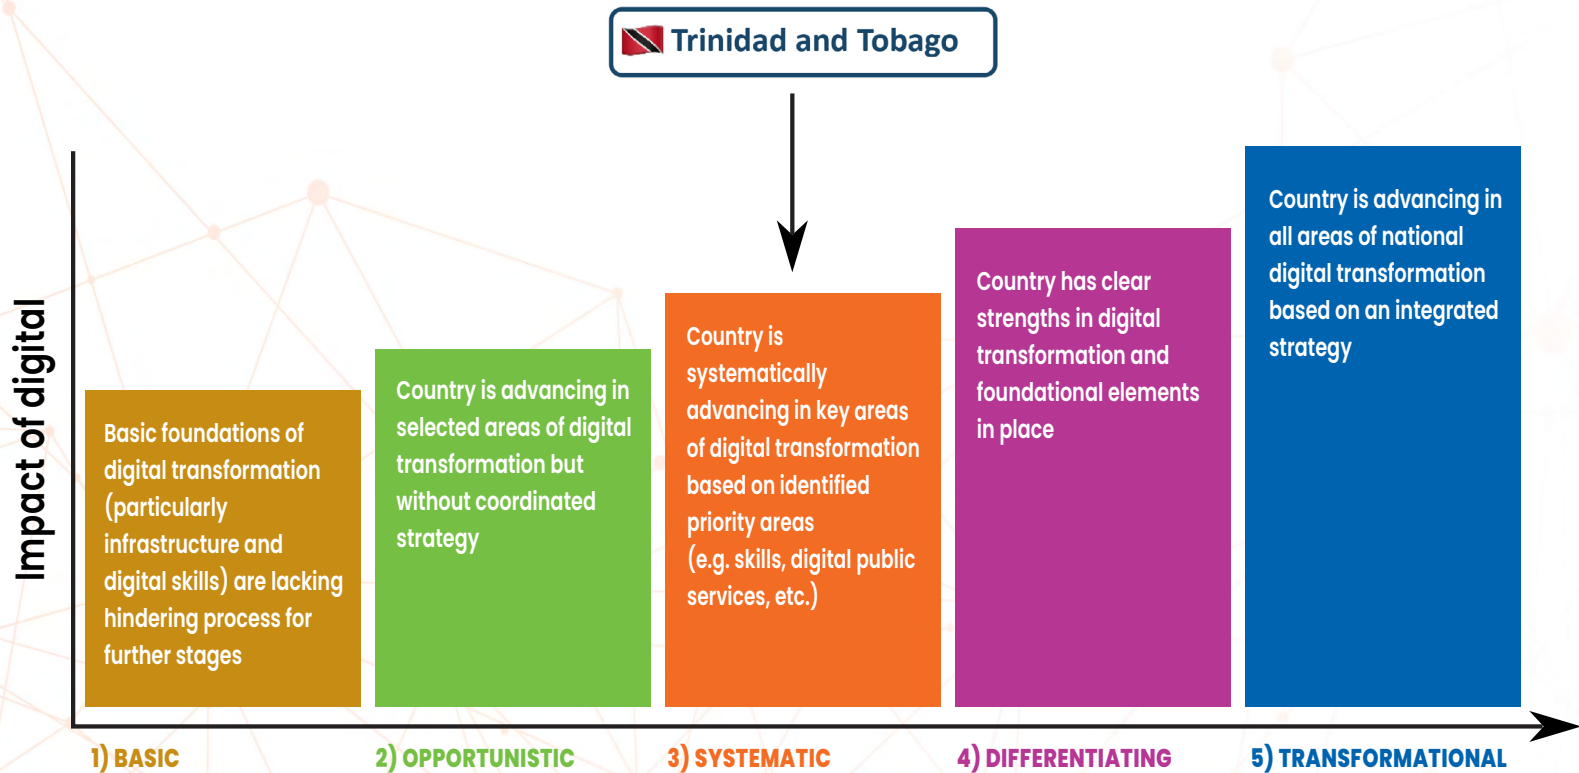 Trinidad and Tobago
Impact of digital
Basic foundations of
digital transformation
(particularly
infrastructure and
digital skills) are lacking
hindering process for
further stages
Country is advancing in
selected areas of digital
transformation but
without coordinated
strategy
Country is
systematically
advancing in key areas
of digital transformation
based on identified
priority areas
(e.g. skills, digital public
services, etc.)
Country has clear
strengths in digital
transformation and
foundational elements
in place
Country is advancing in
all areas of national
digital transformation
based on an integrated
strategy
1) BASIC
2) OPPORTUNISTIC
3) SYSTEMATIC
4) DIFFERENTIATING
5) TRANSFORMATIONAL